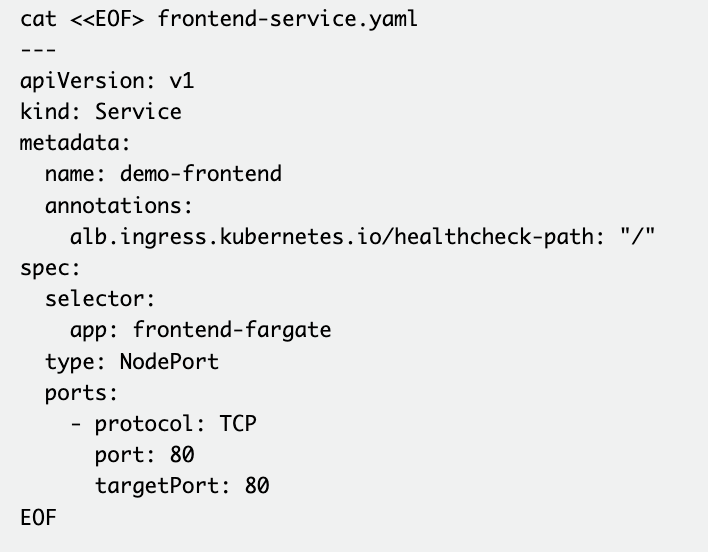 cat <<EOF> frontend-service.yaml
---
apiVersion: v1
kind: Service
metadata:
  name: demo-frontend
  annotations:
    alb.ingress.kubernetes.io/healthcheck-path: "/"
spec:
  selector:
    app: frontend-fargate
  type: NodePort
  ports:
    - protocol: TCP
      port: 80
      targetPort: 80
EOF